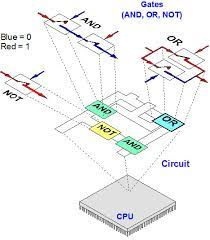 Gates
(AND, OR, NOT)
AND
OR
Blue = 0
Red = 1
NOT
AND
OR
NOT
AND
Circuit
CPU